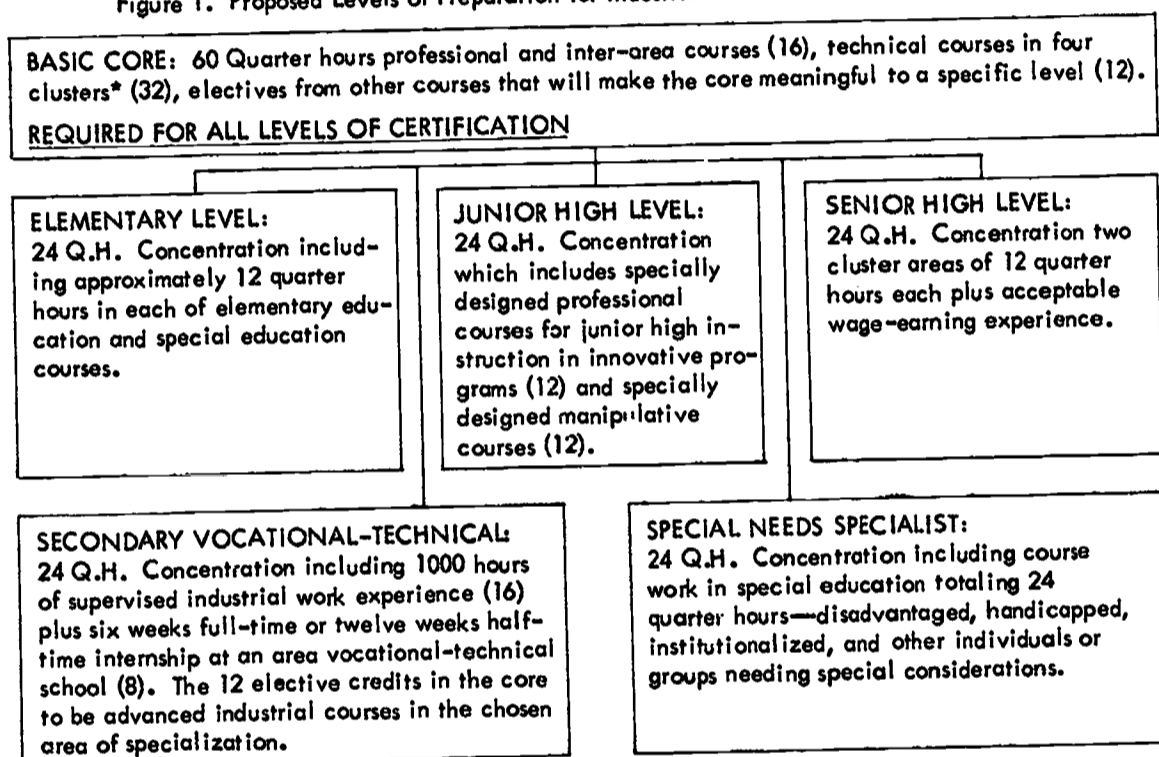 Figure 1. Proposed Levels of Preparation for
BASIC CORE: 60 Quarter hours professional and inter-area courses (16), technical courses in four
clusters* (32), electives from other courses that will make the core meaningful to a specific level (12).
REQUIRED FOR ALL LEVELS OF CERTIFICATION
ELEMENTARY LEVEL:
24 Q.H. Concentration includ-
ing approximately 12 quarter
hours in each of elementary edu-
cation and special education
courses.
JUNIOR HIGH LEVEL:
24 Q.H. Concentration
which includes specially
designed professional
courses for junior high in-
struction in innovative pro-
grams (12) and specially
designed manipulative
courses (12).
SENIOR HIGH LEVEL:
24 Q.H. Concentration two
cluster areas of 12 quarter
hours each plus acceptable
wage-earning experience.
SECONDARY VOCATIONAL-TECHNICAL:
24 Q.H. Concentration including 1000 hours
of supervised industrial work experience (16)
plus six weeks full-time or twelve weeks half-
time internship at an area vocational-technical
school (8). The 12 elective credits in the core
to be advanced industrial courses in the chosen
area of specialization.
SPECIAL NEEDS SPECIALIST:
24 Q.H. Concentration including course
work in special education totaling 24
quarter hours—disadvantaged, handicapped,
institutionalized, and other individuals or
groups needing special considerations.